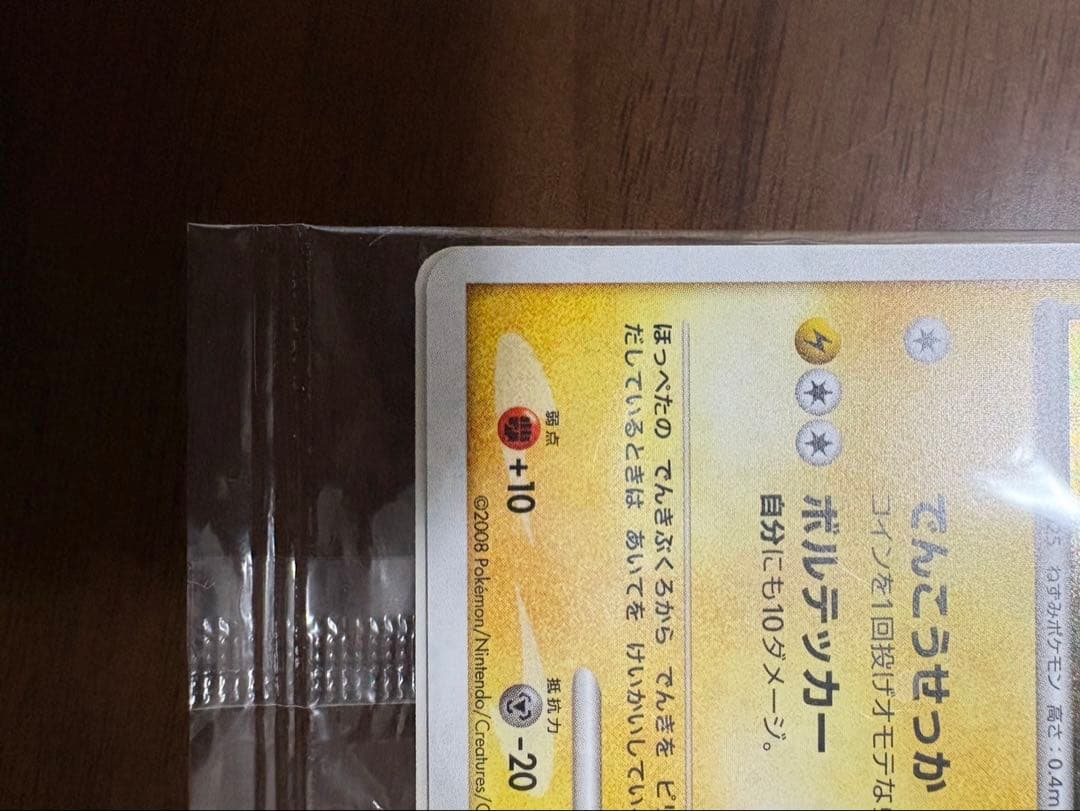 25 ねずみポケモン 高さ：0.4m
でんこうせっか
コインを1回投げオモテなら
ボルテッカー
自分にも10ダメージ。
ほっぺたの でんきぶくろから でんきを ピ
だしているときは あいてを けいかいしてい
弱点
+10
抵抗力
-20
©2008 Pokémon/Nintendo/Creatures/